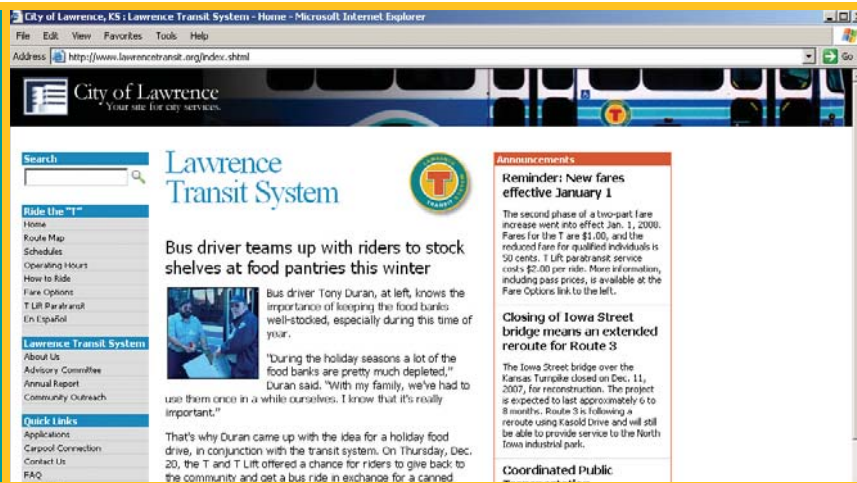 City of Lawrence, KS : Lawrence Transit System - Home - Microsoft Internet Explorer
File Edit View Favorites Tools Help
Address http://www.lawrencetransit.org/index.shtml Go
City of Lawrence
Your site for city services.
Search
Ride the "T"
Home
Route Map
Schedules
Operating Hours
How to Ride
Fare Options
T Lift Paratransit
En Español
Lawrence Transit System
About Us
Advisory Committee
Annual Report
Community Outreach
Quick Links
Applications
Carpool Connection
Contact Us
FAQ
Lawrence
Transit System
LAWRENCE
T
TRANSIT SYSTEM
Bus driver teams up with riders to stock
shelves at food pantries this winter
Bus driver Tony Duran, at left, knows the
importance of keeping the food banks
well-stocked, especially during this time of
year.
"During the holiday seasons a lot of the
food banks are pretty much depleted,"
Duran said. "With my family, we've had to
use them once in a while ourselves. I know that it's really
important."
That's why Duran came up with the idea for a holiday food
drive, in conjunction with the transit system. On Thursday, Dec.
20, the T and T Lift offered a chance for riders to give back to
the community and get a bus ride in exchange for a canned
Announcements
Reminder: New fares
effective January 1
The second phase of a two-part fare
increase went into effect Jan. 1, 2008.
Fares for the T are $1.00, and the
reduced fare for qualified individuals is
50 cents. T Lift paratransit service
costs $2.00 per ride. More information,
including pass prices, is available at the
Fare Options link to the left.
Closing of Iowa Street
bridge means an extended
reroute for Route 3
The Iowa Street bridge over the
Kansas Turnpike closed on Dec. 11,
2007, for reconstruction. The project
is expected to last approximately 6 to
8 months. Route 3 is following a
reroute using Kasold Drive and will still
be able to provide service to the North
Iowa industrial park.
Coordinated Public